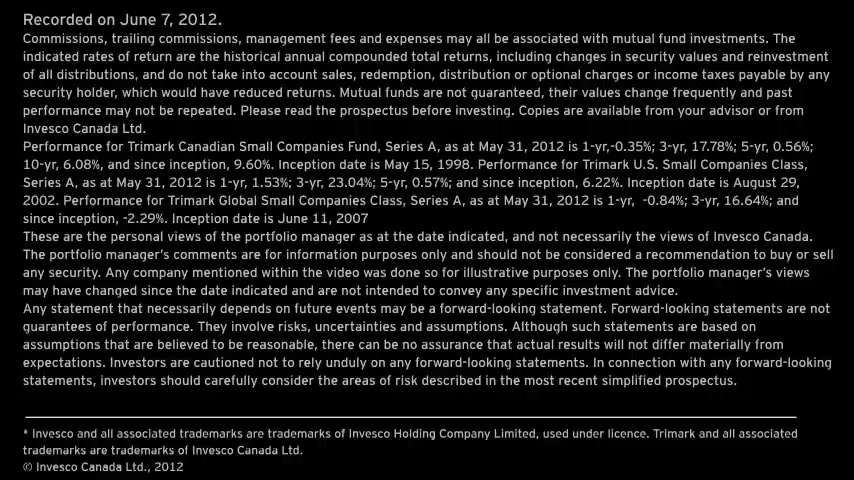 Recorded on June 7, 2012.
Commissions, trailing commissions, management fees and expenses may all be associated with mutual fund investments. The
indicated rates of return are the historical annual compounded total returns, including changes in security values and reinvestment
of all distributions, and do not take into account sales, redemption, distribution or optional charges or income taxes payable by any
security holder, which would have reduced returns. Mutual funds are not guaranteed, their values change frequently and past
performance may not be repeated. Please read the prospectus before investing. Copies are available from your advisor or from
Invesco Canada Ltd.
Performance for Trimark Canadian Small Companies Fund, Series A, as at May 31, 2012 is 1-yr,-0.35%; 3-yr, 17.78%; 5-yr, 0.56%;
10-yr, 6.08%, and since inception, 9.60%. Inception date is May 15, 1998. Performance for Trimark U.S. Small Companies Class,
Series A, as at May 31, 2012 is 1-yr, 1.53%; 3-yr, 23.04%; 5-yr, 0.57%; and since inception, 6.22%. Inception date is August 29,
2002. Performance for Trimark Global Small Companies Class, Series A, as at May 31, 2012 is 1-yr, -0.84%; 3-yr, 16.64%; and
since inception, -2.29%. Inception date is June 11, 2007
These are the personal views of the portfolio manager as at the date indicated, and not necessarily the views of Invesco Canada.
The portfolio manager's comments are for information purposes only and should not be considered a recommendation to buy or sell
any security. Any company mentioned within the video was done so for illustrative purposes only. The portfolio manager's views
may have changed since the date indicated and are not intended to convey any specific investment advice.
Any statement that necessarily depends on future events may be a forward-looking statement. Forward-looking statements are not
guarantees of performance. They involve risks, uncertainties and assumptions. Although such statements are based on
assumptions that are believed to be reasonable, there can be no assurance that actual results will not differ materially from
expectations. Investors are cautioned not to rely unduly on any forward-looking statements. In connection with any forward-looking
statements, investors should carefully consider the areas of risk described in the most recent simplified prospectus.
* Invesco and all associated trademarks are trademarks of Invesco Holding Company Limited, used under licence. Trimark and all associated
trademarks are trademarks of Invesco Canada Ltd.
© Invesco Canada Ltd., 2012